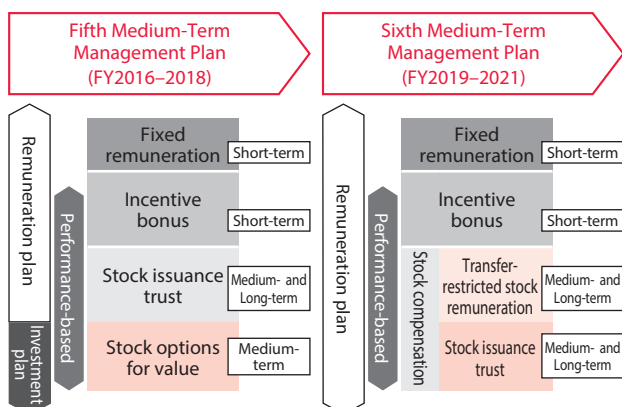 Fifth Medium-Term
Management Plan
(FY2016–2018)
Remuneration plan
Investment
plan
Performance-based
Fixed
remuneration
Short-term
Incentive
bonus
Short-term
Stock issuance
trust
Medium- and
Long-term
Stock options
for value
Medium-
term
Sixth Medium-Term
Management Plan
(FY2019–2021)
Remuneration plan
Performance-based
Fixed
remuneration
Short-term
Incentive
bonus
Short-term
Stock compensation
Transfer-
restricted stock
remuneration
Medium- and
Long-term
Stock issuance
trust
Medium- and
Long-term